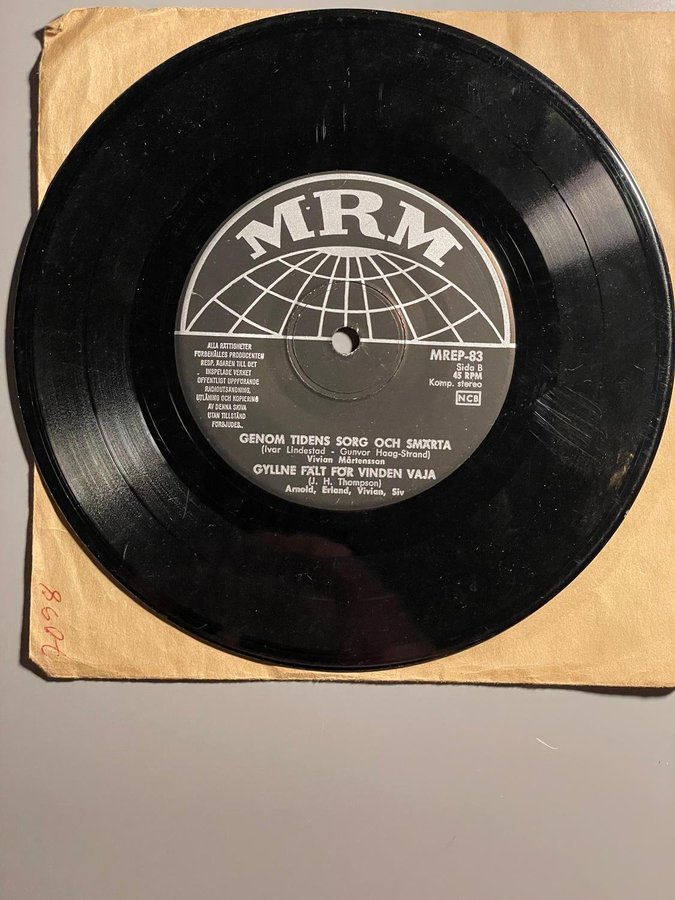 MRM
ALLA RÄTTIGHETER
FÖRBEHÅLLES PRODUCENTEN
RESP. ÄGAREN TILL DET
INSPELADE VERKET
OFFENTLIGT UPPFÖRANDE
RADIOUTSÄNDNING,
UTLÅNING OCH KOPIERING
AV DENNA SKIVA
UTAN TILLSTÅND
FÖRBJUDES.
MREP-83
Sida B
45 RPM
Komp. stereo
NCB
GENOM TIDENS SORG OCH SMÄRTA
(Ivar Lindestad - Gunvor Haag-Strand)
Vivian Mårtensson
GYLLNE FÄLT FÖR VINDEN VAJA
(J. H. Thompson)
Arnold, Erland, Vivian, Siv